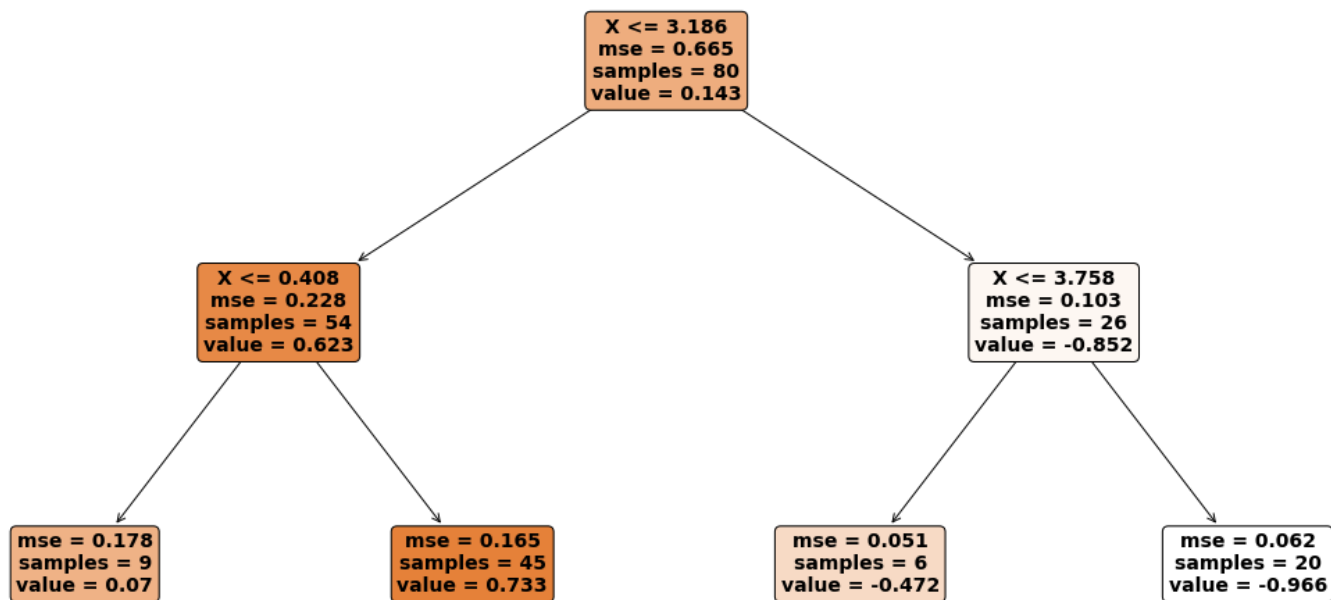 X <= 3.186
mse = 0.665
samples = 80
value = 0.143
X <= 0.408
mse = 0.228
samples = 54
value = 0.623
X <= 3.758
mse = 0.103
samples = 26
value = -0.852
mse = 0.178
samples = 9
value = 0.07
mse = 0.165
samples = 45
value = 0.733
mse = 0.051
samples = 6
value = -0.472
mse = 0.062
samples = 20
value = -0.966